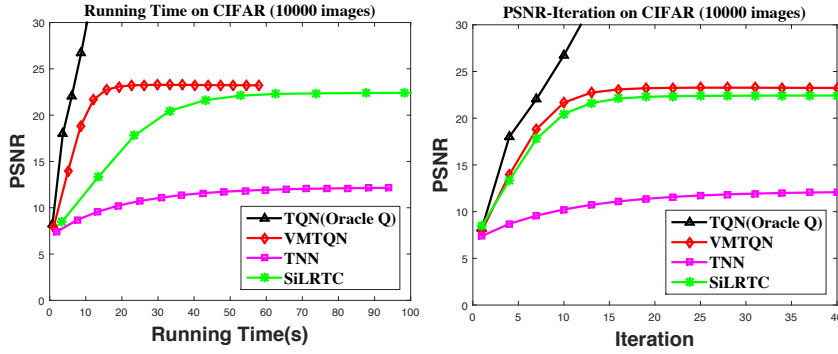 Running Time on CIFAR (10000 images)
PSNR
30
25
20
15
10
5
0
0 10 20 30 40 50 60 70 80 90 100
Running Time(s)
TQN(Oracle Q)
VMTQN
TNN
SiLRTC
PSNR-Iteration on CIFAR (10000 images)
PSNR
30
25
20
15
10
5
0
0 5 10 15 20 25 30 35 40
Iteration
TQN(Oracle Q)
VMTQN
TNN
SiLRTC